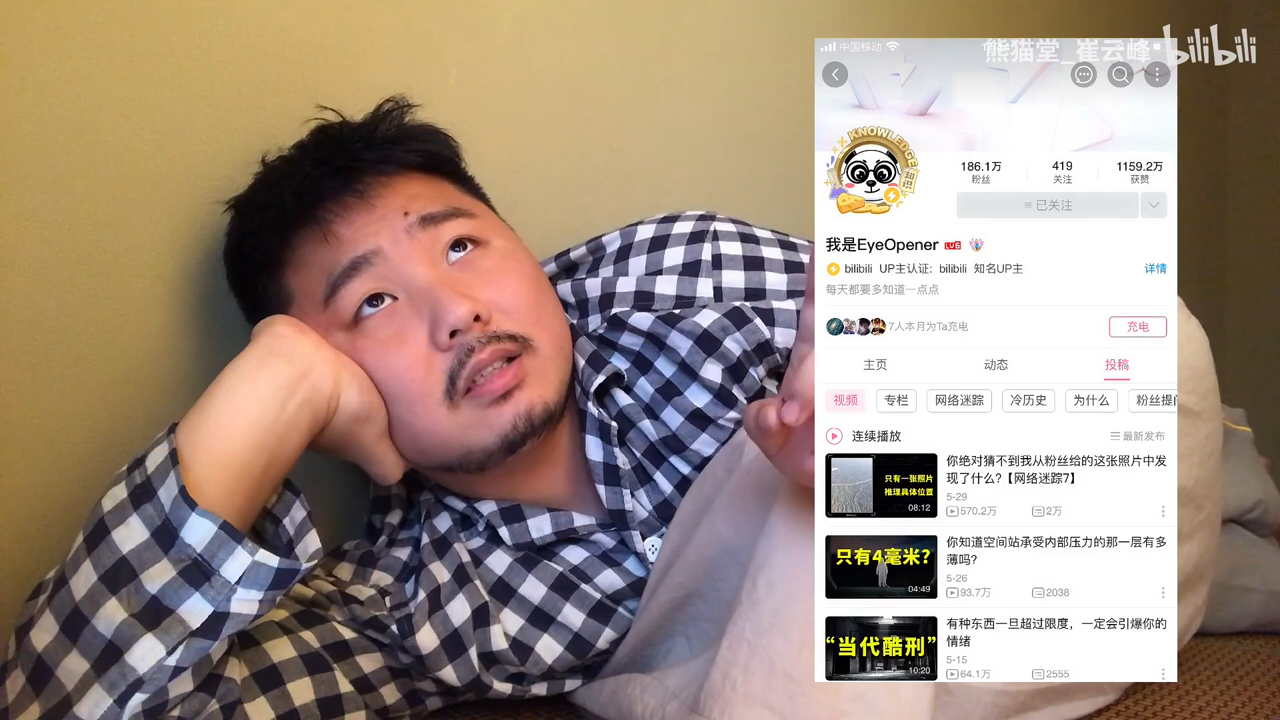 熊猫堂_崔云峰
bilibili
中国移动
KNOWLEDGE
186.1万
粉丝
419
关注
1159.2万
获赞
已关注
我是EyeOpener LV6
bilibili UP主认证: bilibili 知名UP主
详情
每天都要多知道一点点
7人本月为Ta充电
充电
主页
动态
投稿
视频
专栏
网络迷踪
冷历史
为什么
粉丝提
连续播放
最新发布
只有一张照片
推理具体位置
08:12
你绝对猜不到我从粉丝给的这张照片中发
现了什么?【网络迷踪7】
5-29
570.2万
2万
只有4毫米?
04:49
你知道空间站承受内部压力的那一层有多
薄吗?
5-26
93.7万
2038
“当代酷刑”
10:20
有种东西一旦超过限度，一定会引爆你的
情绪
5-15
64.1万
2555